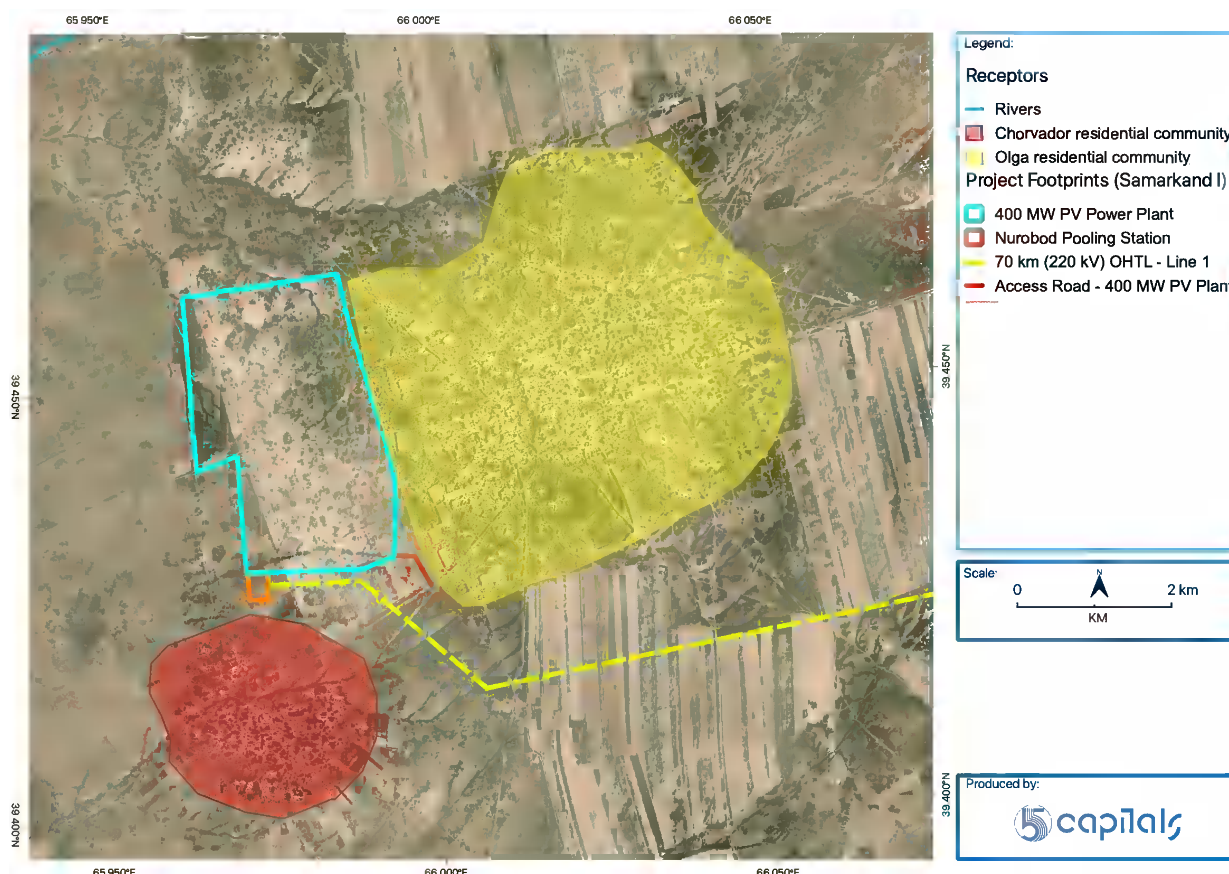 65.950°E 66.000°E 66.050°E
Legend:
Receptors
Rivers
Chorvador residential community
Olga residential community
Project Footprints (Samarkand I)
400 MW PV Power Plant
Nurobod Pooling Station
70 km (220 kV) OHTL - Line 1
Access Road - 400 MW PV Plant
39.450°N
39.450°N
Scale:
N
0 2 km
KM
39.400°N
39.400°N
Produced by:
5 capitals
65.950°E 66.000°E 66.050°E